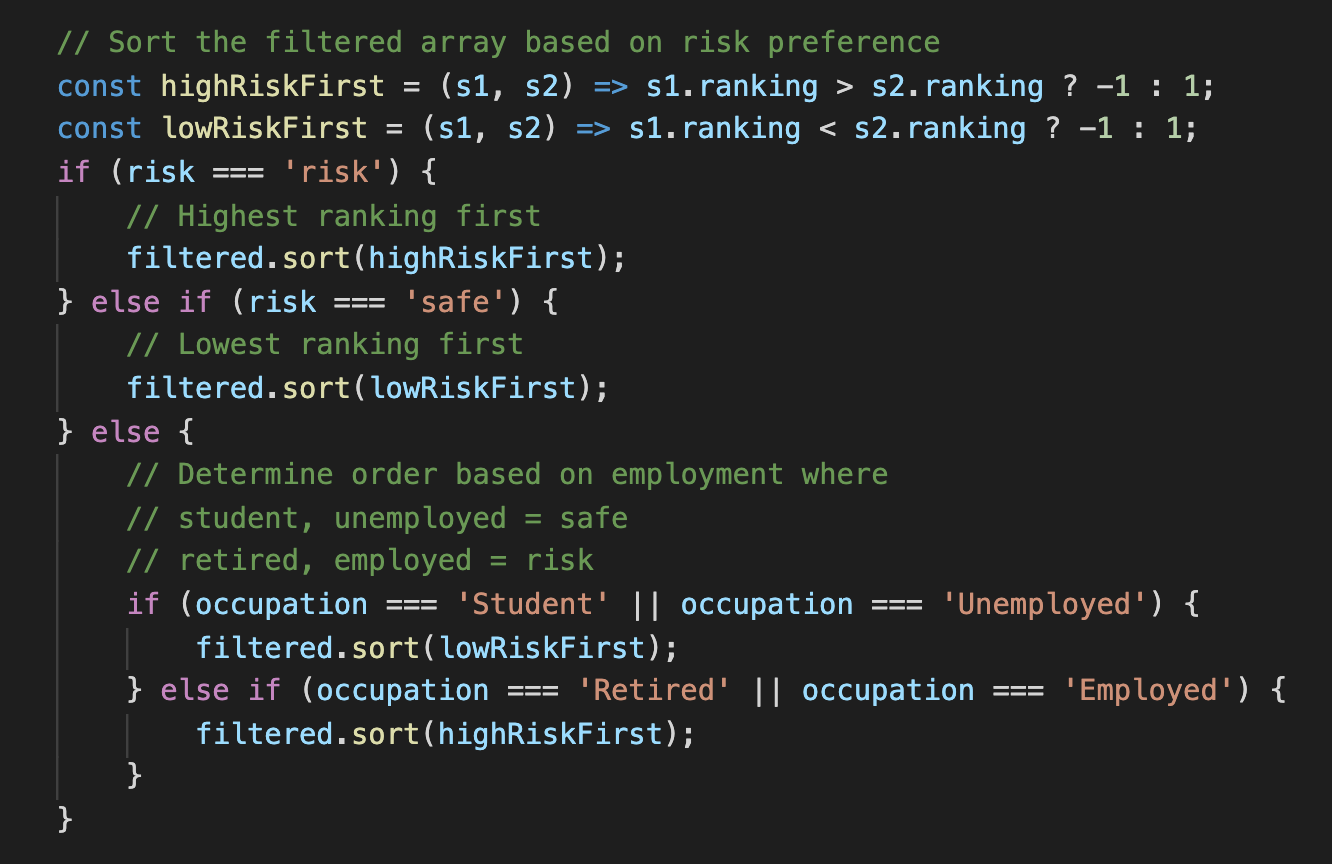 // Sort the filtered array based on risk preference
const highRiskFirst = (s1, s2) => s1.ranking > s2.ranking ? -1 : 1;
const lowRiskFirst = (s1, s2) => s1.ranking < s2.ranking ? -1 : 1;
if (risk === 'risk') {
    // Highest ranking first
    filtered.sort(highRiskFirst);
} else if (risk === 'safe') {
    // Lowest ranking first
    filtered.sort(lowRiskFirst);
} else {
    // Determine order based on employment where
    // student, unemployed = safe
    // retired, employed = risk
    if (occupation === 'Student' || occupation === 'Unemployed') {
        filtered.sort(lowRiskFirst);
    } else if (occupation === 'Retired' || occupation === 'Employed') {
        filtered.sort(highRiskFirst);
    }
}